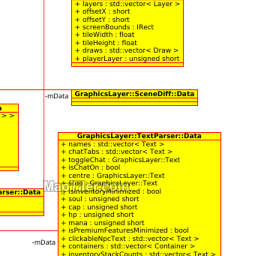 + layers : std::vector< Layer >
+ offsetX : short
+ offsetY : short
+ screenBounds : IRect
+ tileWidth : float
+ tileHeight : float
+ draws : std::vector< Draw >
+ playerLayer : unsigned short
-mData
GraphicsLayer::SceneDiff::Data
> >
GraphicsLayer::TextParser::Data
+ names : std::vector< Text >
+ chatTabs : std::vector< Text >
+ toggleChat : GraphicsLayer::Text
+ isChatOn : bool
+ centre : GraphicsLayer::Text
+ isInventoryMinimized : bool
+ soul : unsigned short
+ cap : unsigned short
+ hp : unsigned short
+ mana : unsigned short
+ isPremiumFeaturesMinimized : bool
+ clickableNpcText : std::vector< Text >
+ containers : std::vector< Container >
+ inventoryStackCounts : std::vector< Text >
arser::Data
-mData